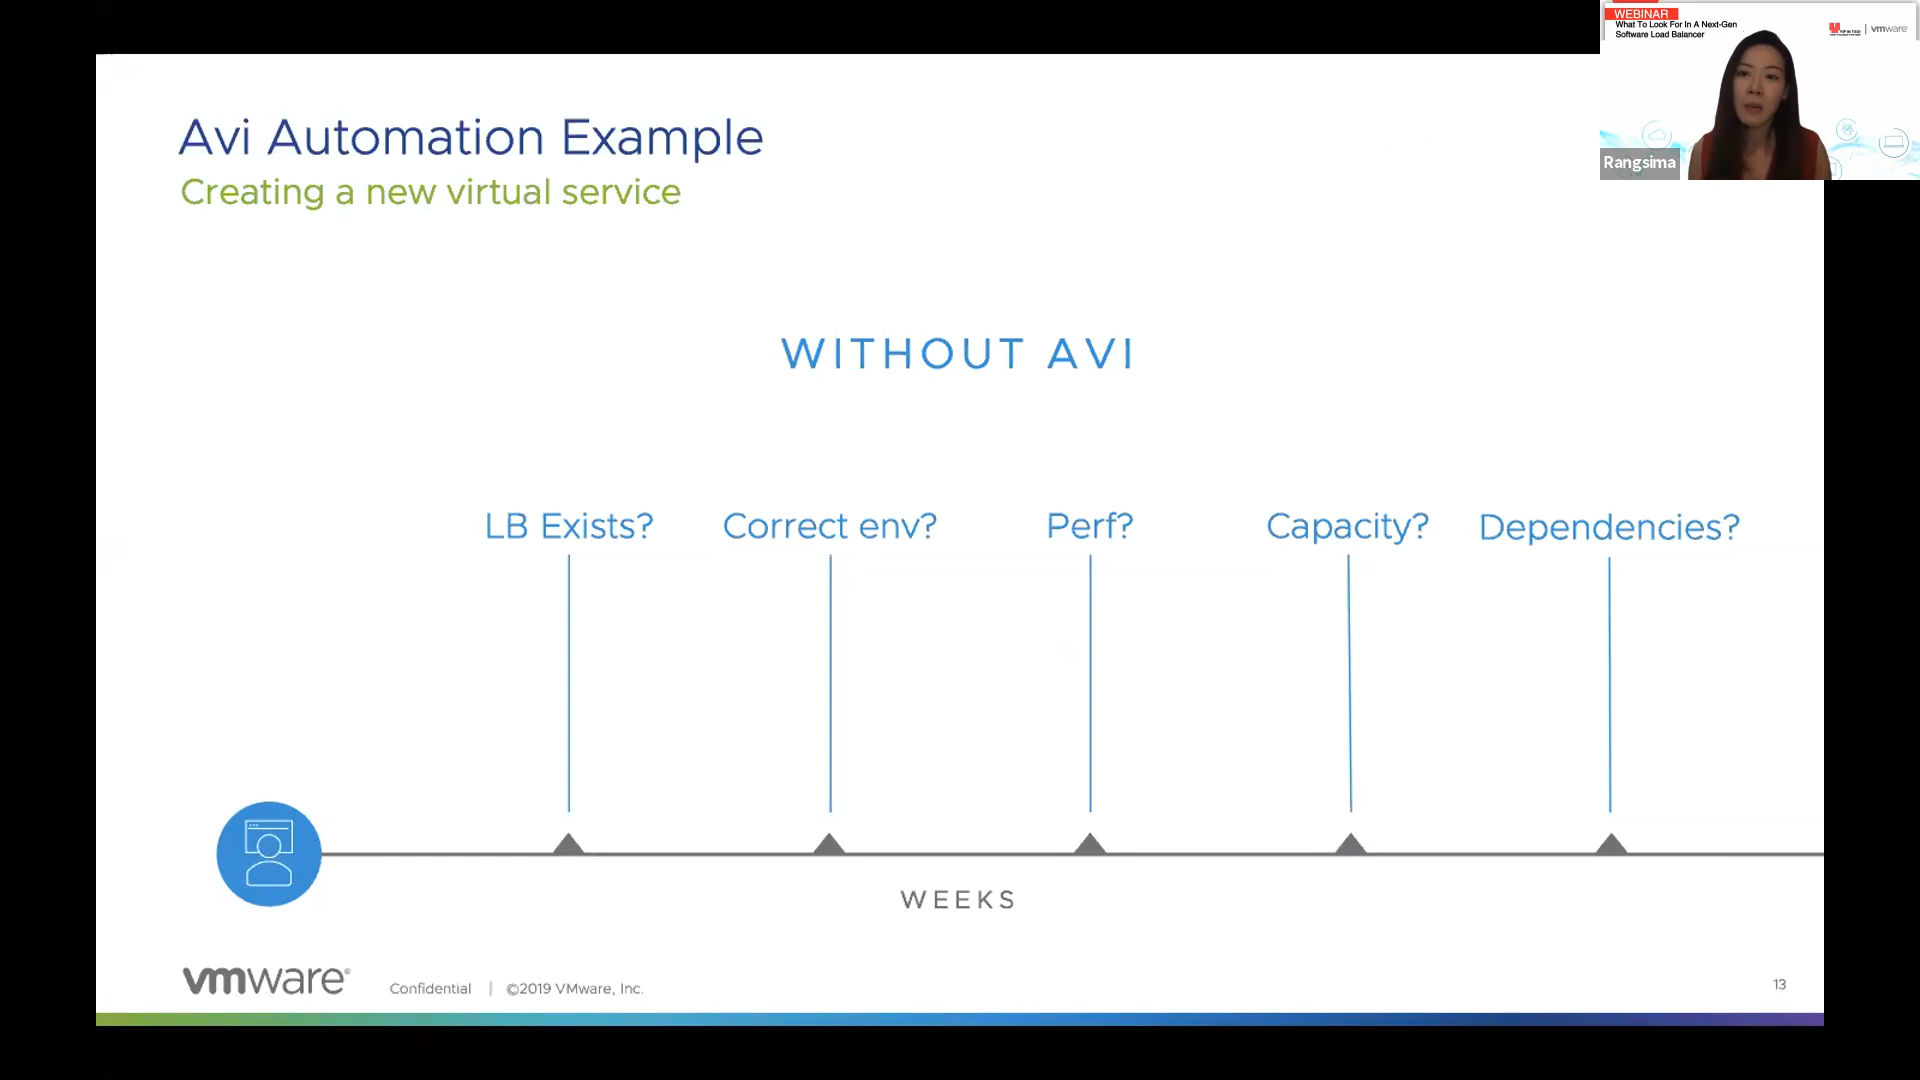 WEBINAR
What To Look For In A Next-Gen
Software Load Balancer
vmware
Rangsima
Avi Automation Example
Creating a new virtual service
WITHOUT AVI
LB Exists?
Correct env?
Perf?
Capacity?
Dependencies?
WEEKS
vmware®
Confidential | ©2019 VMware, Inc.
13